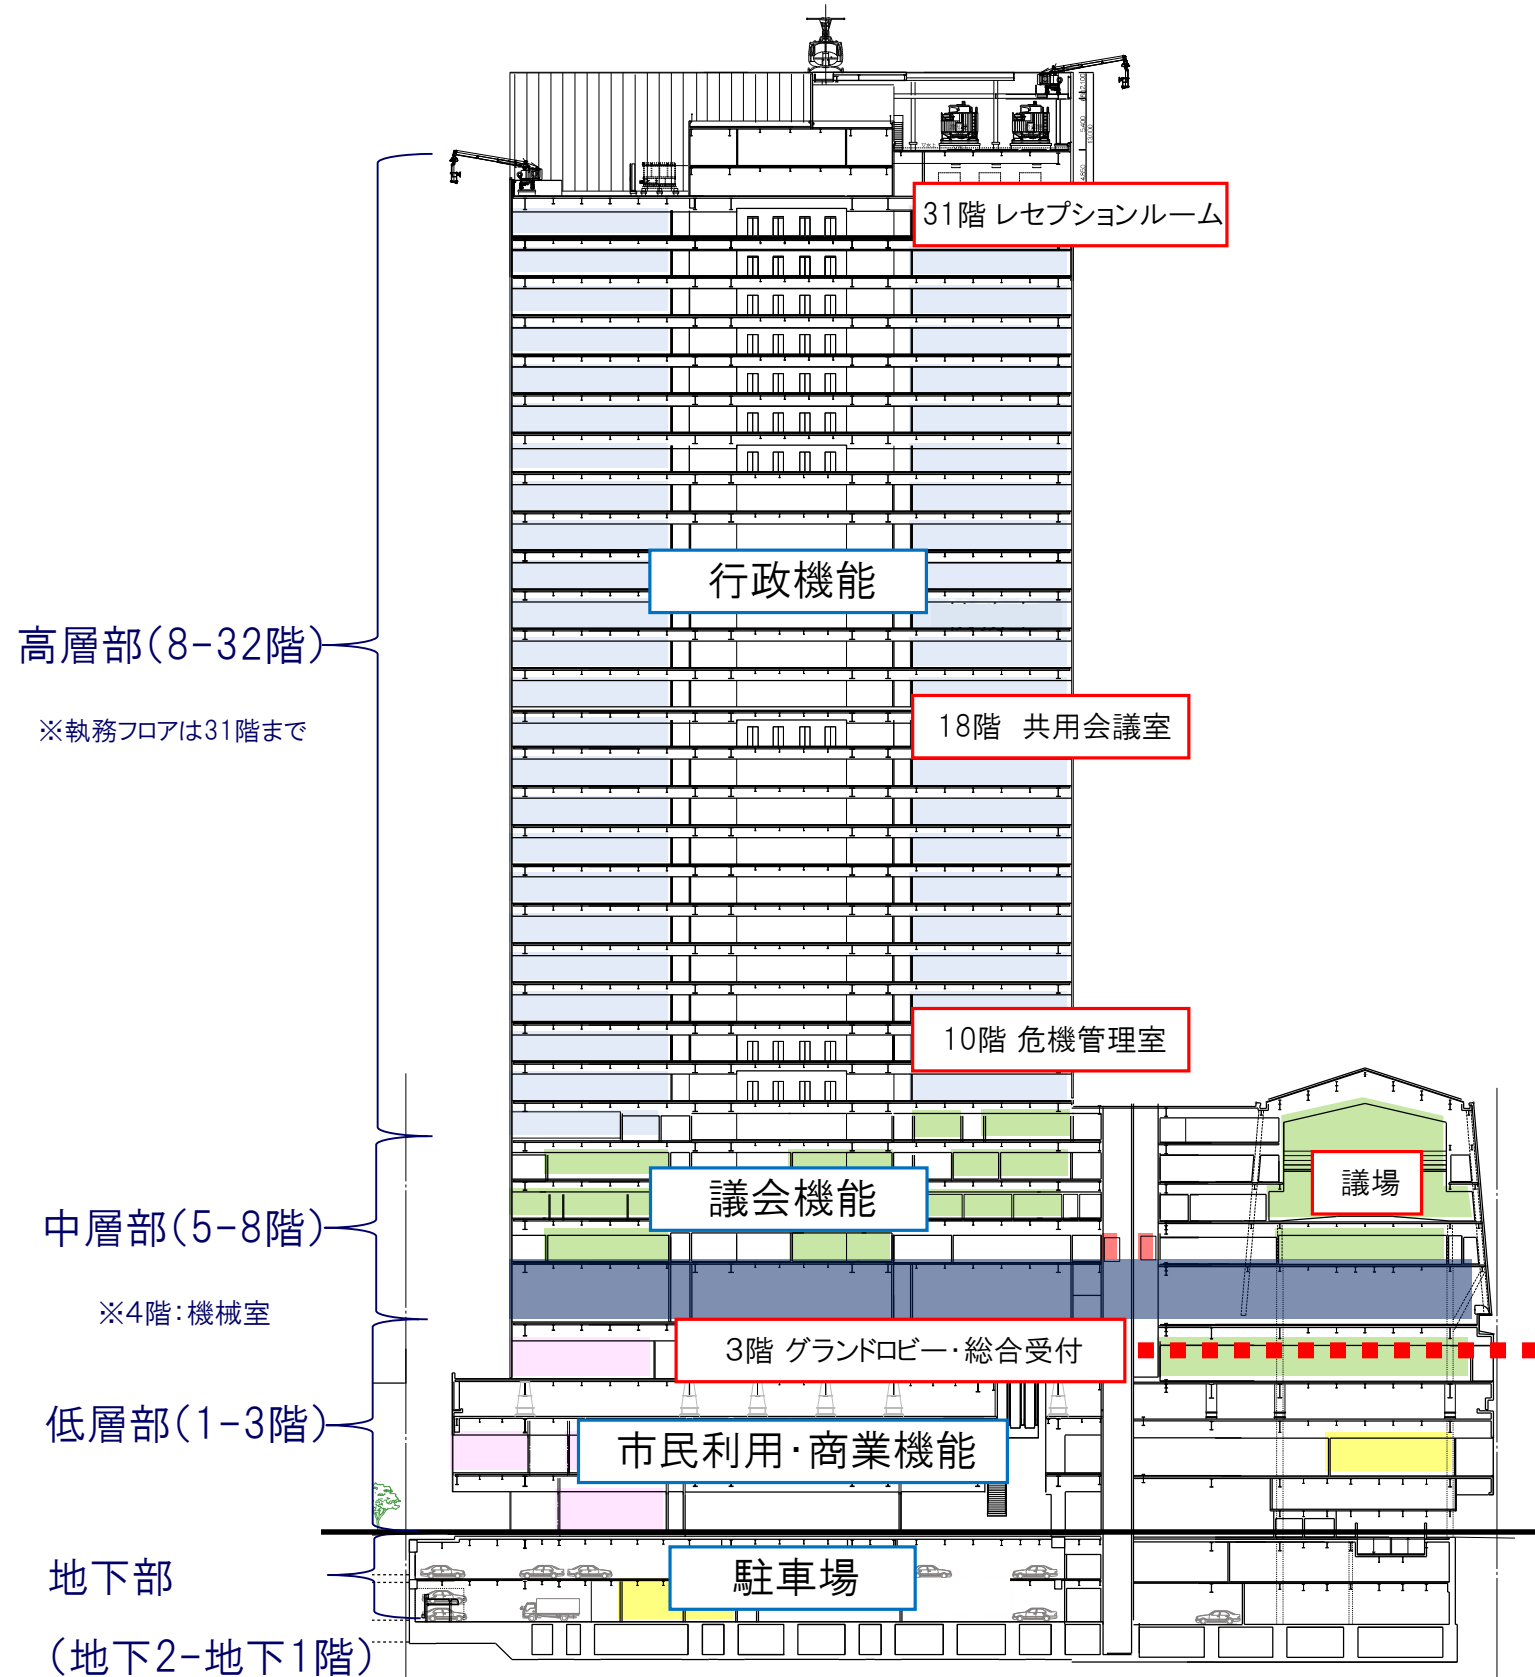 31階 レセプションルーム
行政機能
高層部(8-32階)
18階 共用会議室
※執務フロアは31階まで
10階 危機管理室
議場
議会機能
中層部(5-8階)
※4階:機械室
3階 グランドロビー・総合受付
低層部(1-3階)
市民利用・商業機能
地下部
駐車場
(地下2-地下1階)